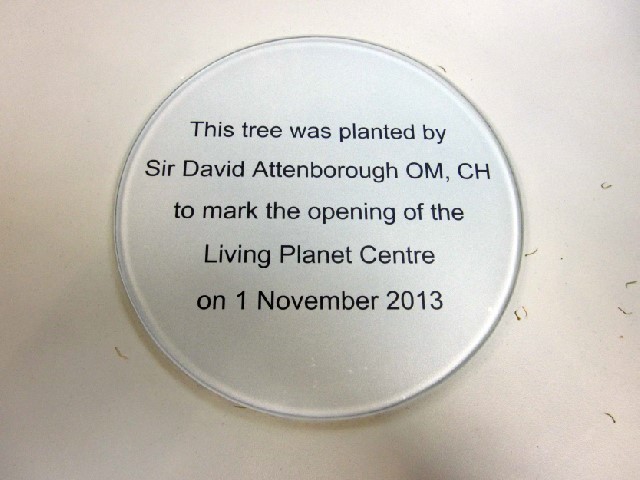 This tree was planted by
Sir David Attenborough OM, CH
to mark the opening of the
Living Planet Centre
on 1 November 2013